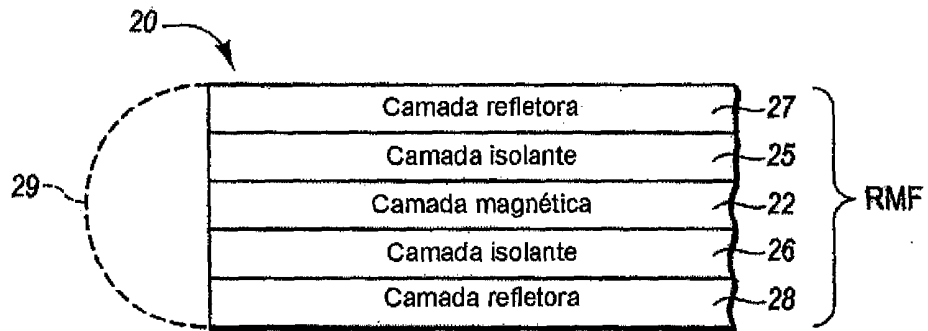 20
Camada refletora 27
Camada isolante 25
29 Camada magnética 22 RMF
Camada isolante 26
Camada refletora 28